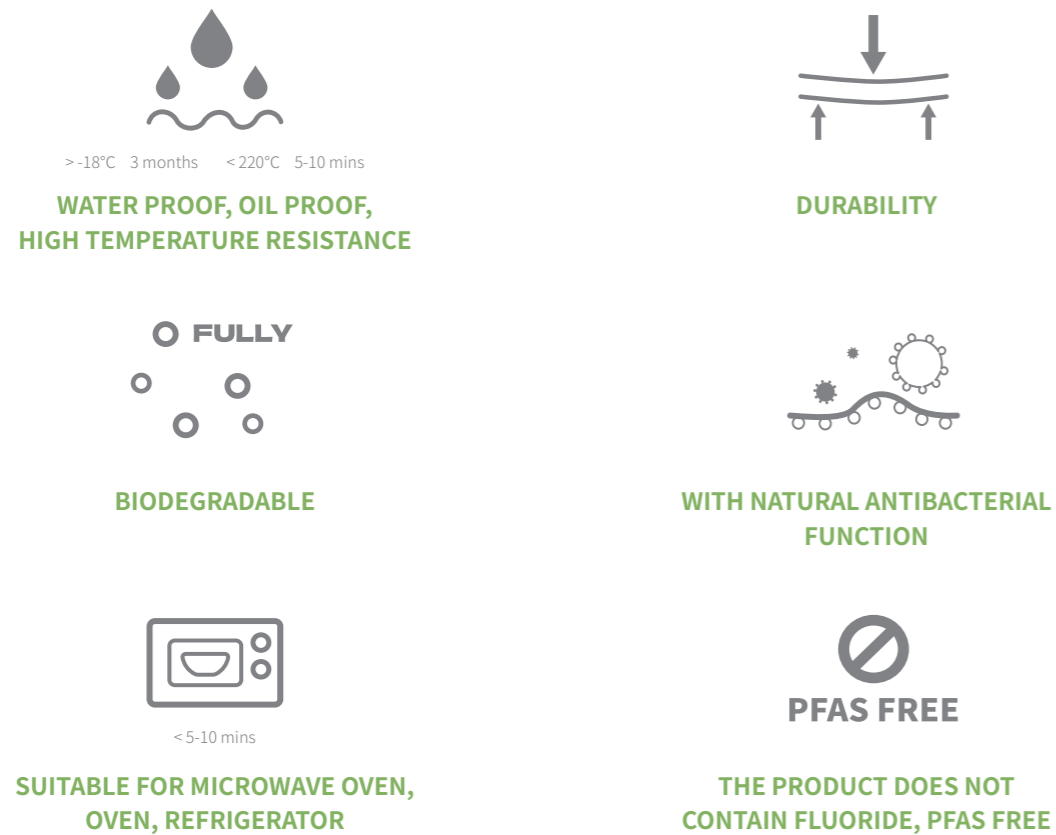 > -18°C 3 months < 220°C 5-10 mins
WATER PROOF, OIL PROOF,
HIGH TEMPERATURE RESISTANCE
DURABILITY
FULLY
BIODEGRADABLE
WITH NATURAL ANTIBACTERIAL
FUNCTION
< 5-10 mins
SUITABLE FOR MICROWAVE OVEN,
OVEN, REFRIGERATOR
PFAS FREE
THE PRODUCT DOES NOT
CONTAIN FLUORIDE, PFAS FREE